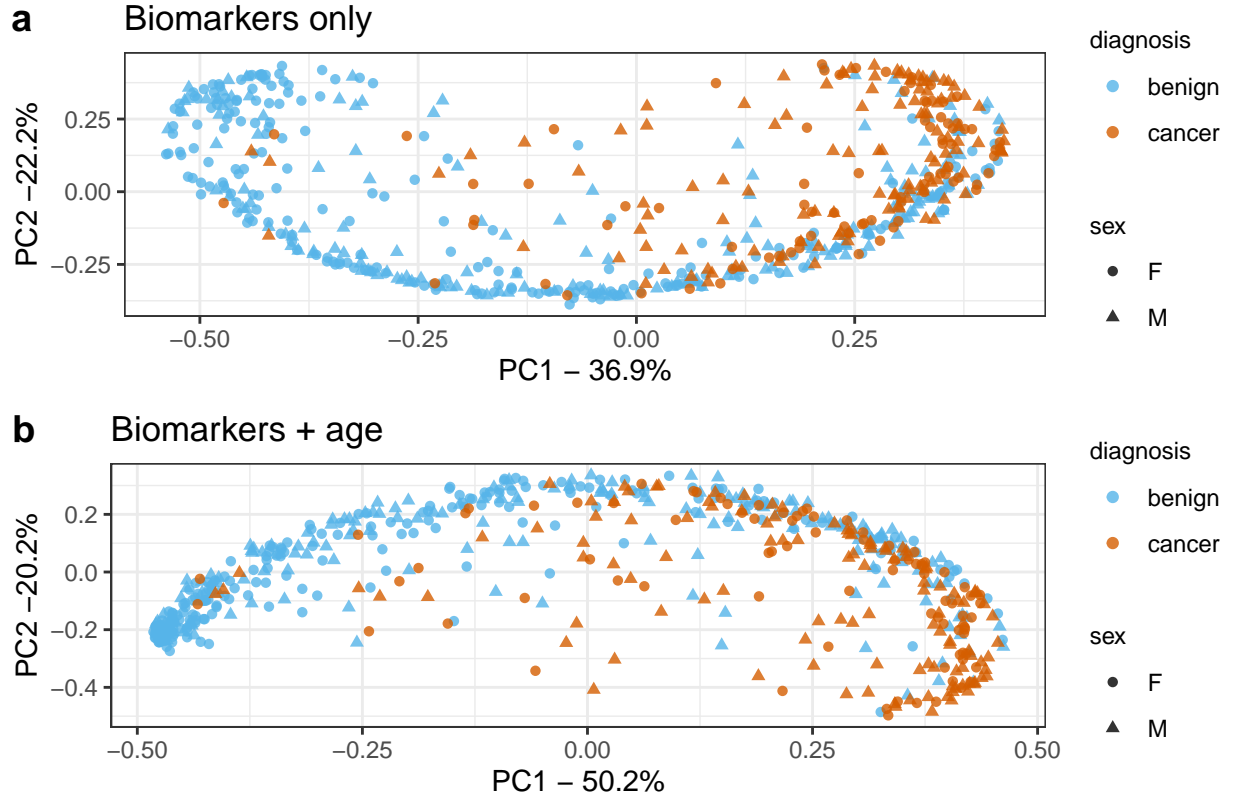 a
Biomarkers only
PC2 −22.2%
0.25
0.00
−0.25
−0.50
−0.25
0.00
0.25
PC1 − 36.9%
diagnosis
benign
cancer
sex
F
M
b
Biomarkers + age
PC2 −20.2%
0.2
0.0
−0.2
−0.4
−0.50
−0.25
0.00
0.25
0.50
PC1 − 50.2%
diagnosis
benign
cancer
sex
F
M